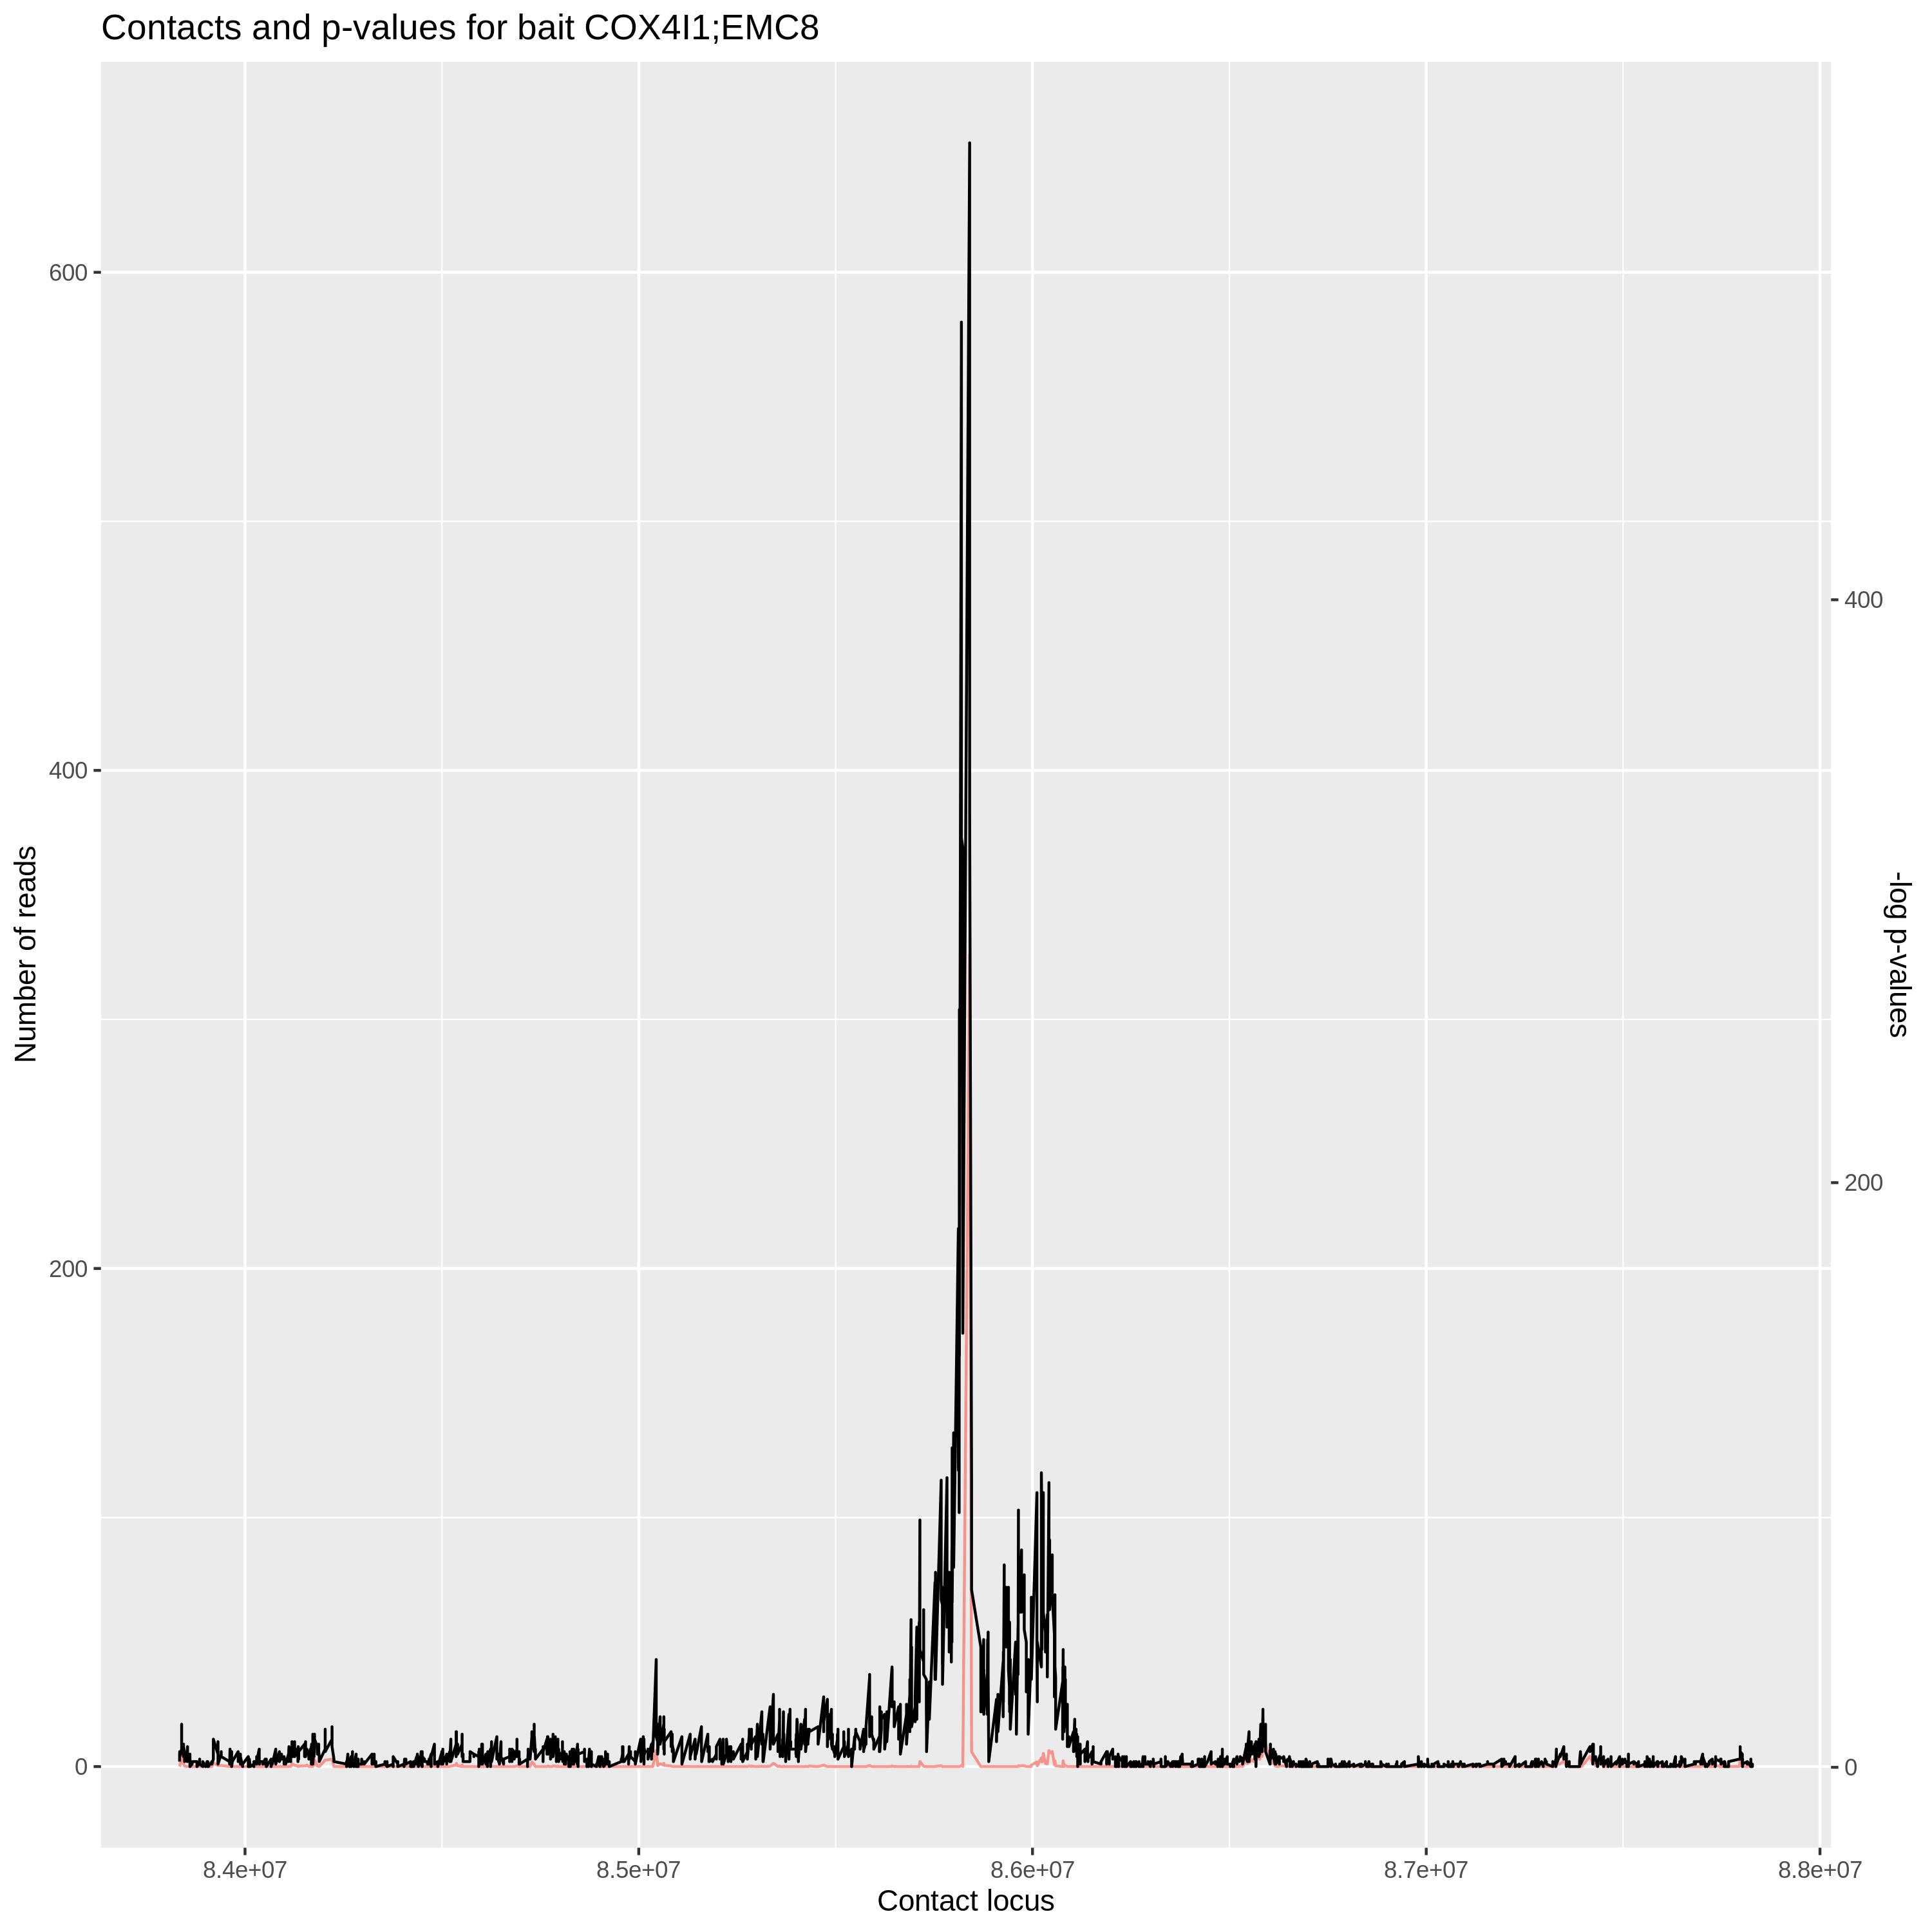 Contacts and p-values for bait COX4I1;EMC8
Number of reads
600
400
200
0
400
200
0
-log p-values
8.4e+07
8.5e+07
8.6e+07
8.7e+07
8.8e+07
Contact locus